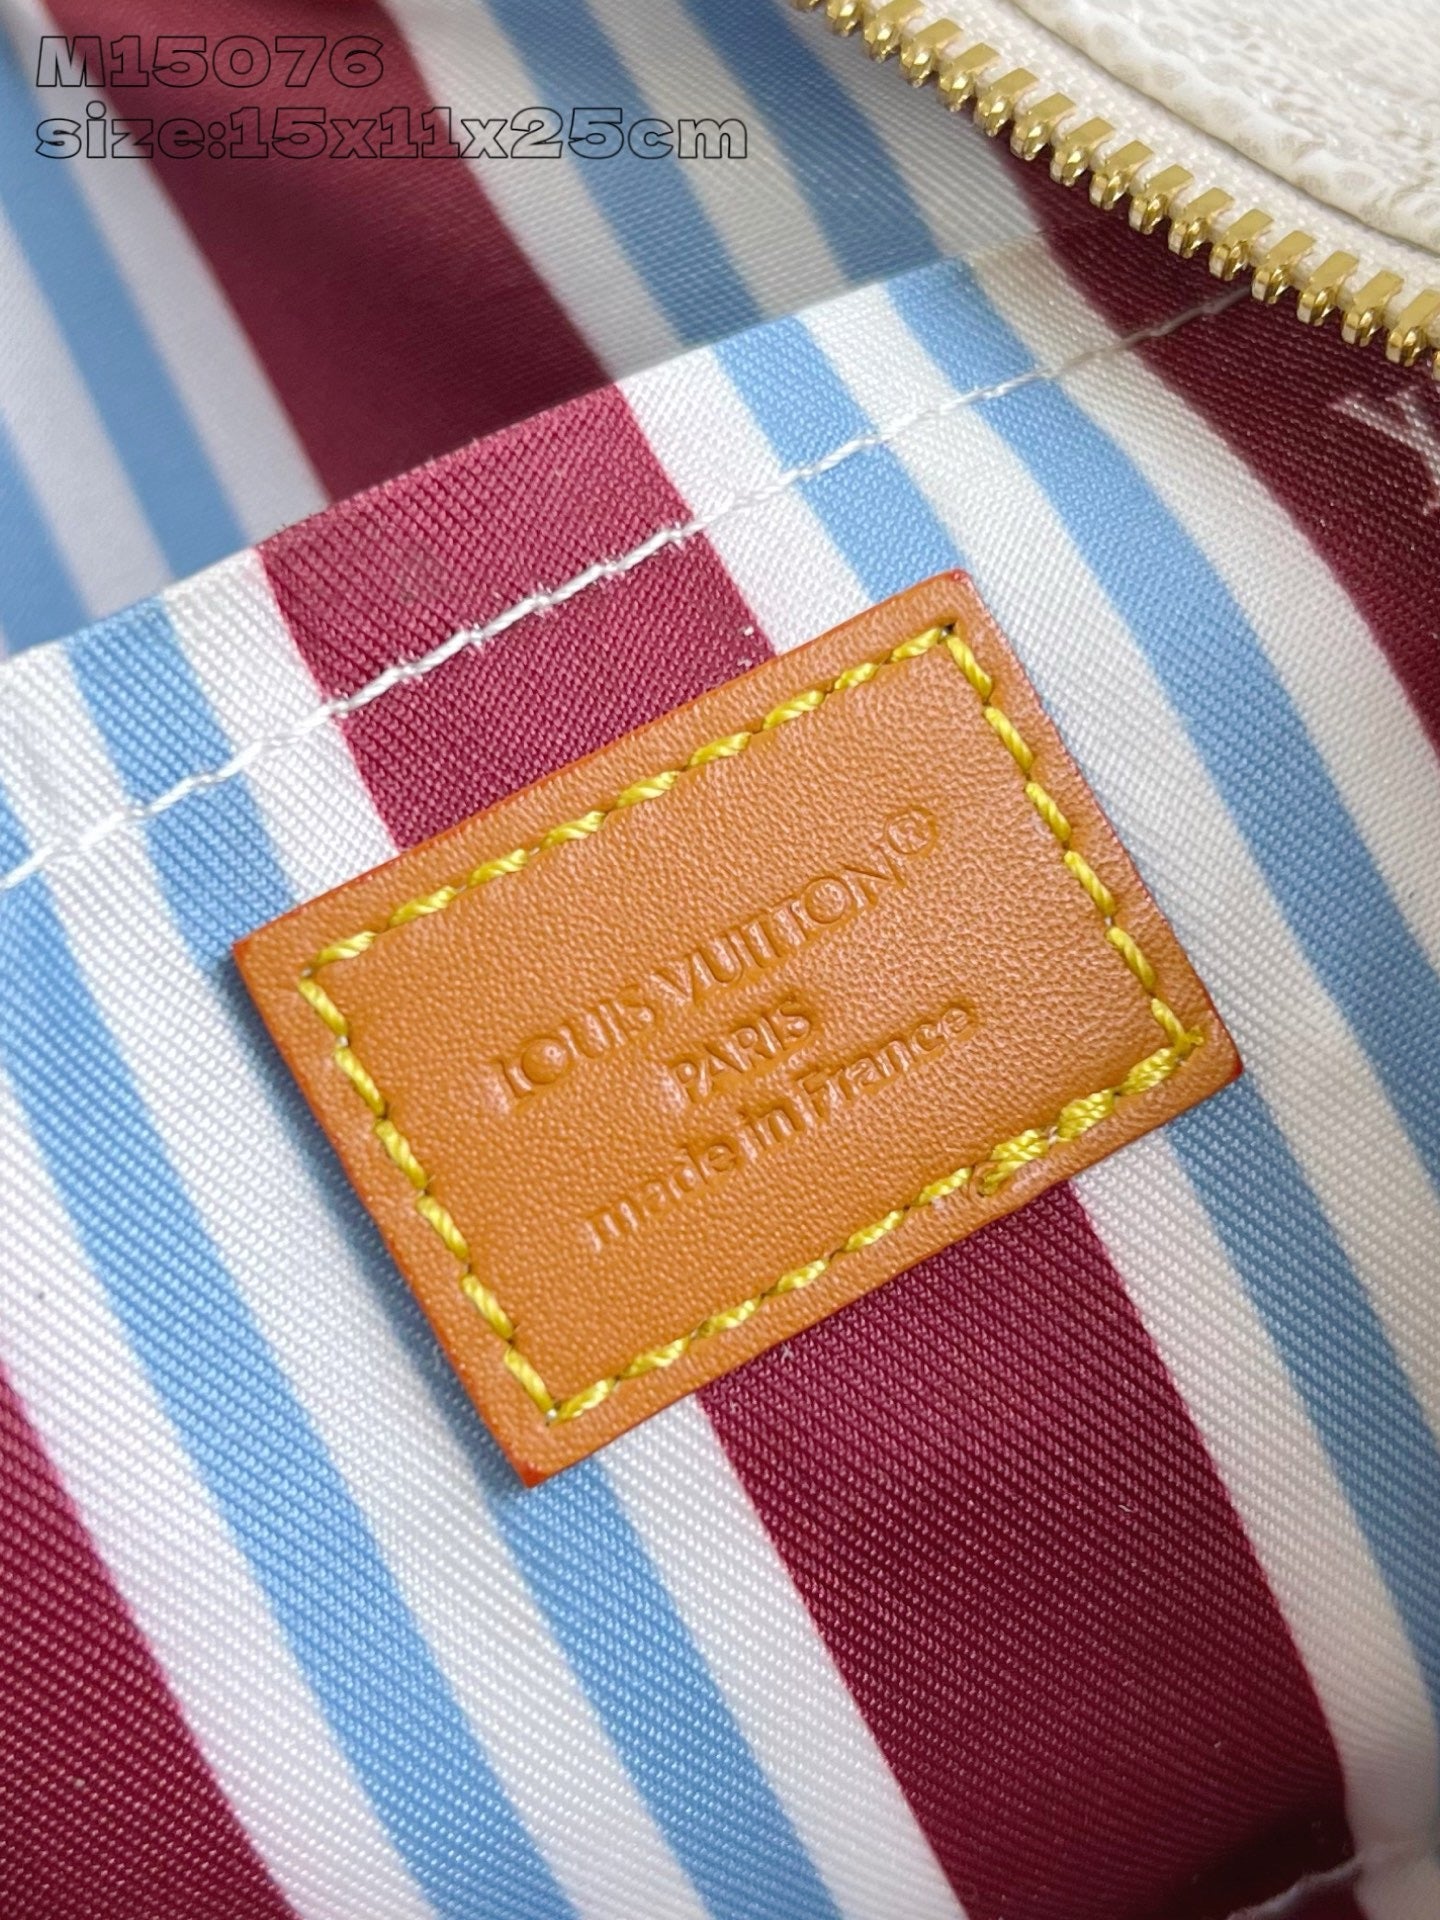 M15076
size:15x11x25cm
LOUIS VUITTON®
PARIS
made in France